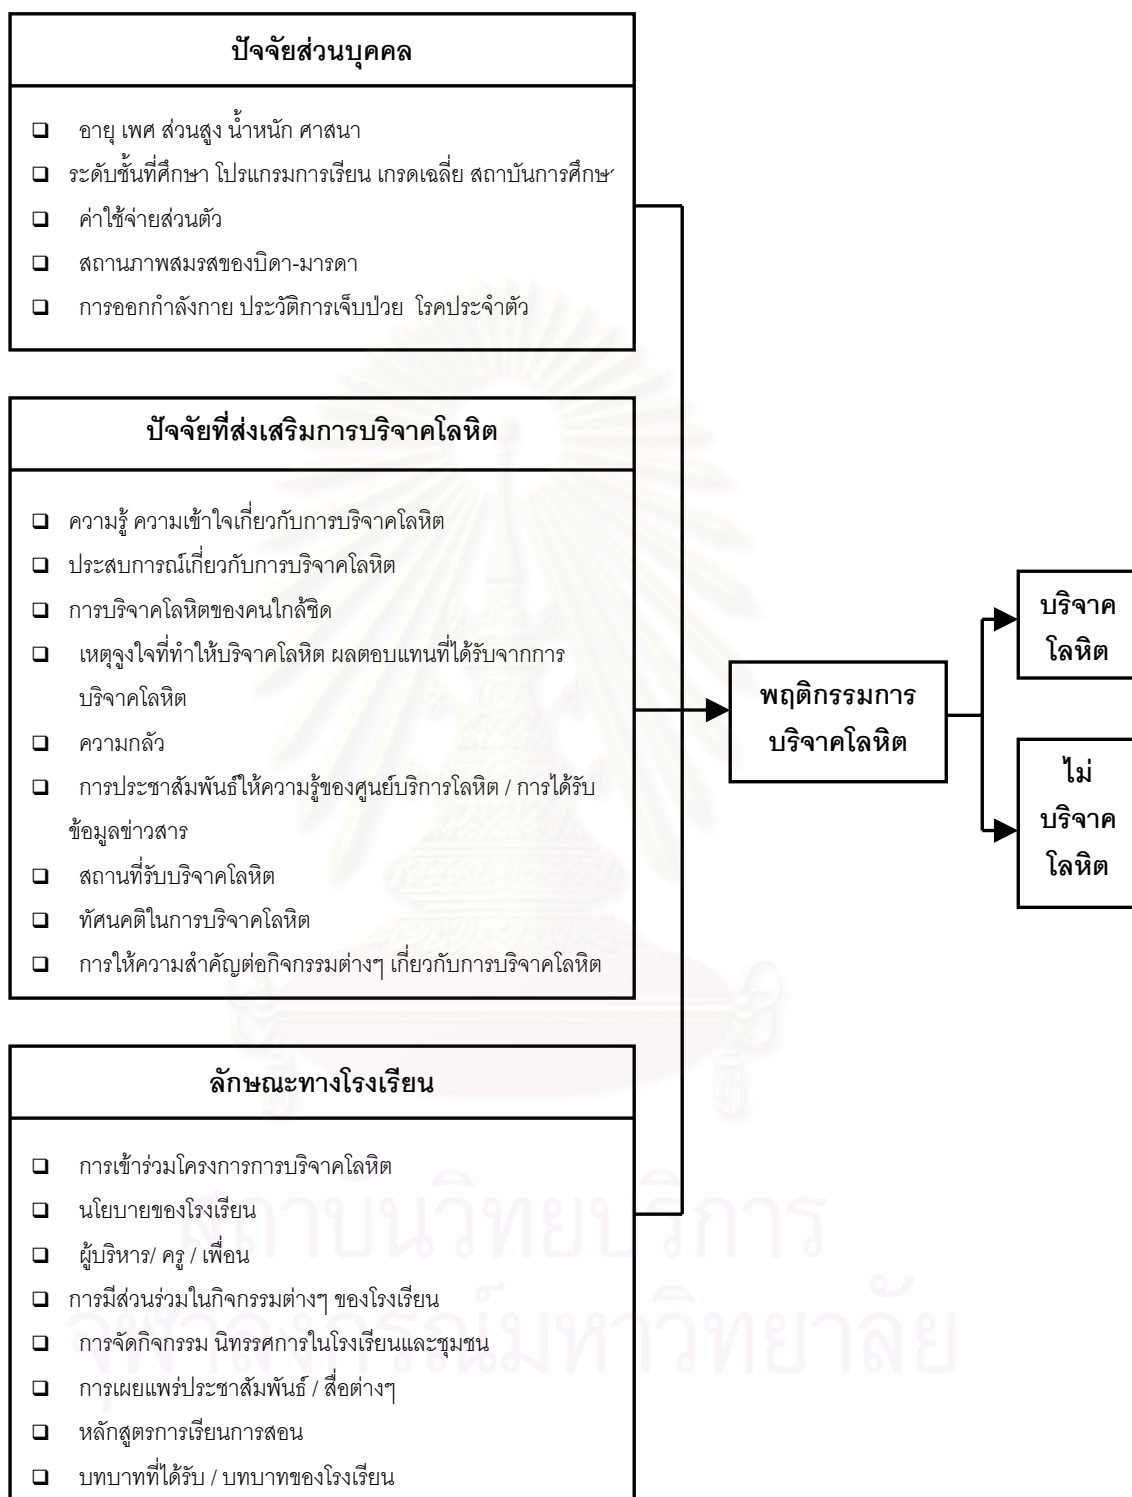 ปัจจัยส่วนบุคคล
❑ อายุ เพศ ส่วนสูง น้ำหนัก ศาสนา
❑ ระดับชั้นที่ศึกษา โปรแกรมการเรียน เกรดเฉลี่ย สถาบันการศึกษ
❑ ค่าใช้จ่ายส่วนตัว
❑ สถานภาพสมรสของบิดา-มารดา
❑ การออกกำลังกาย ประวัติการเจ็บป่วย โรคประจำตัว
ปัจจัยที่ส่งเสริมการบริจาคโลหิต
❑ ความรู้ ความเข้าใจเกี่ยวกับการบริจาคโลหิต
❑ ประสบการณ์เกี่ยวกับการบริจาคโลหิต
❑ การบริจาคโลหิตของคนใกล้ชิด
❑ เหตุจูงใจที่ทำให้บริจาคโลหิต ผลตอบแทนที่ได้รับจากการ
บริจาคโลหิต
❑ ความกลัว
❑ การประชาสัมพันธ์ให้ความรู้ของศูนย์บริการโลหิต / การได้รับ
ข้อมูลข่าวสาร
❑ สถานที่รับบริจาคโลหิต
❑ ทัศนคติในการบริจาคโลหิต
❑ การให้ความสำคัญต่อกิจกรรมต่างๆ เกี่ยวกับการบริจาคโลหิต
ลักษณะทางโรงเรียน
❑ การเข้าร่วมโครงการการบริจาคโลหิต
❑ นโยบายของโรงเรียน
❑ ผู้บริหาร/ ครู / เพื่อน
❑ การมีส่วนร่วมในกิจกรรมต่างๆ ของโรงเรียน
❑ การจัดกิจกรรม นิทรรศการในโรงเรียนและชุมชน
❑ การเผยแพร่ประชาสัมพันธ์ / สื่อต่างๆ
❑ หลักสูตรการเรียนการสอน
❑ บทบาทที่ได้รับ / บทบาทของโรงเรียน
พฤติกรรมการ
บริจาคโลหิต
บริจาค
โลหิต
ไม่
บริจาค
โลหิต
สถาบันวิทยบริการ
จุฬาลงกรณ์มหาวิทยาลัย